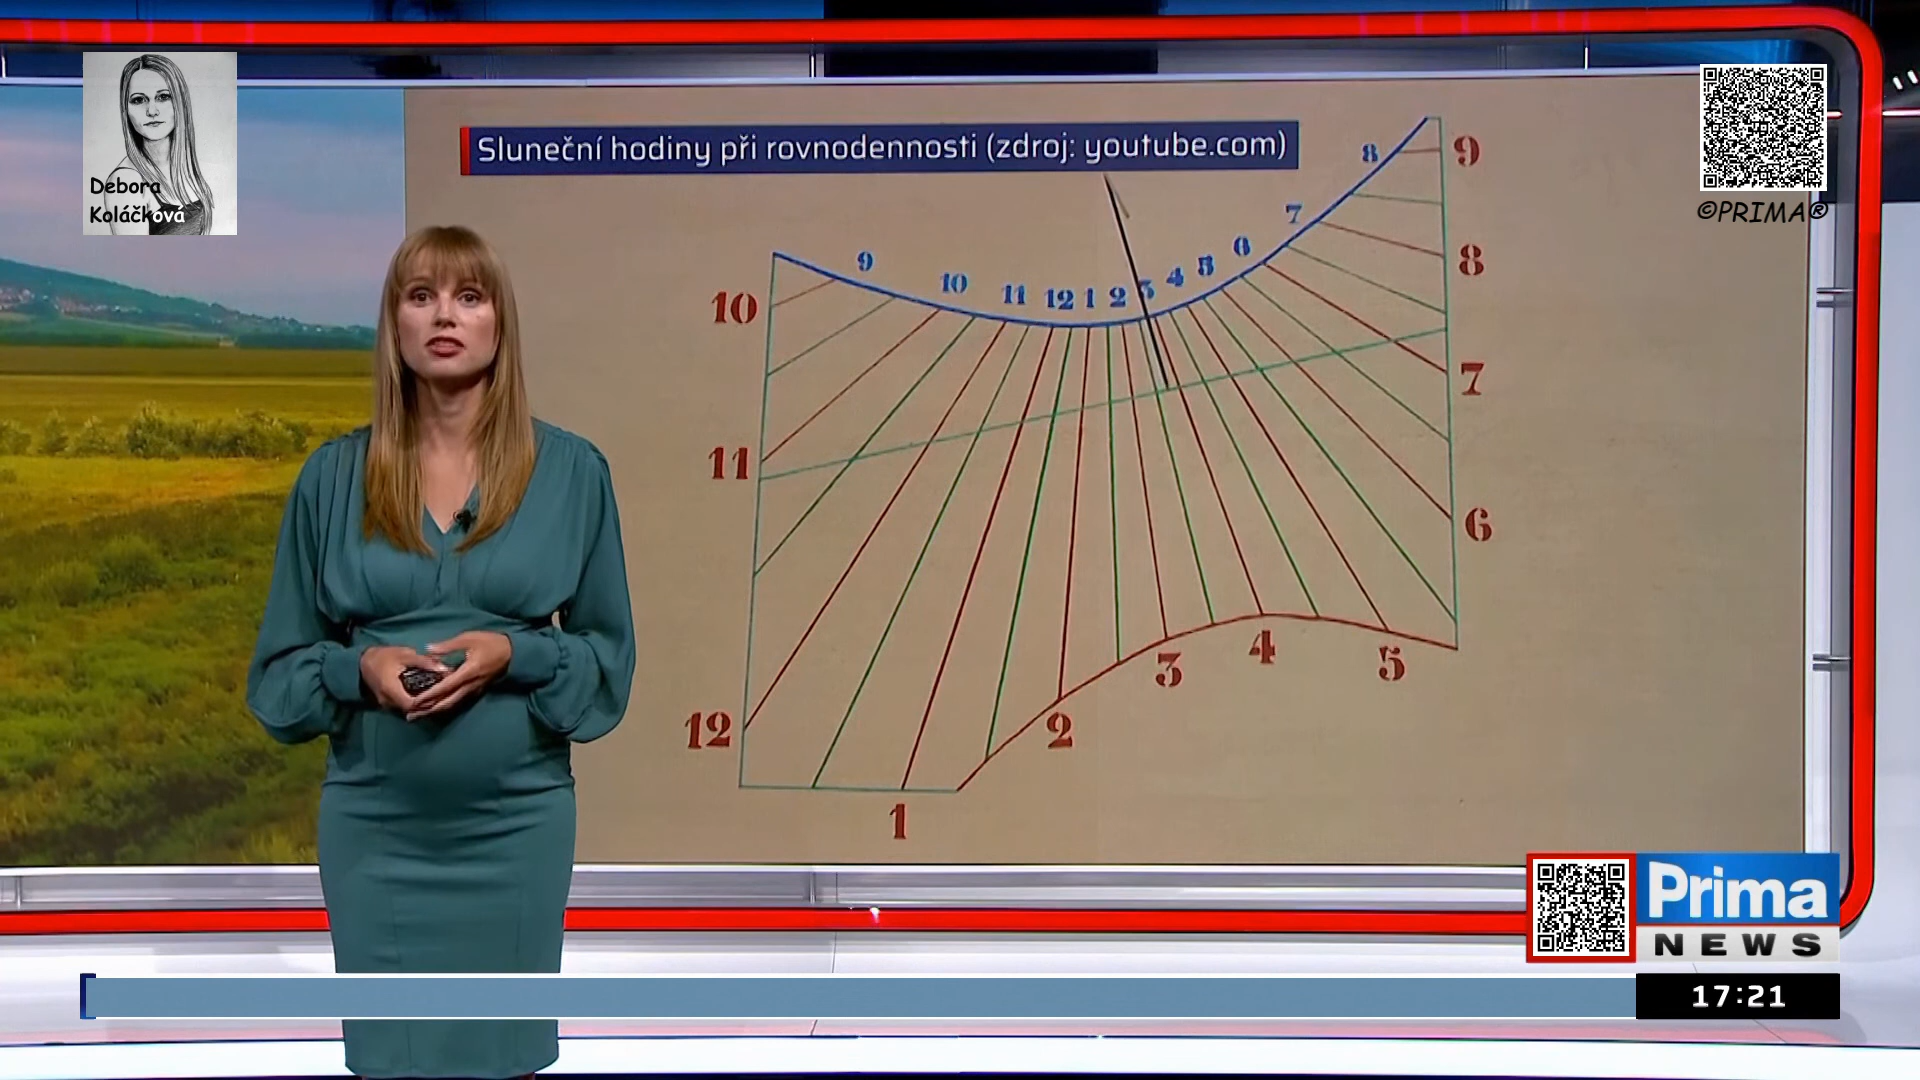 Debora
Koláčková
Sluneční hodiny při rovnodennosti (zdroj: youtube.com)
©PRIMA®
9 10 11 12 1 2 3 4 5 6 7 8
10
11
12
1
2
3
4
5
6
7
8
9
Prima
NEWS
17:21